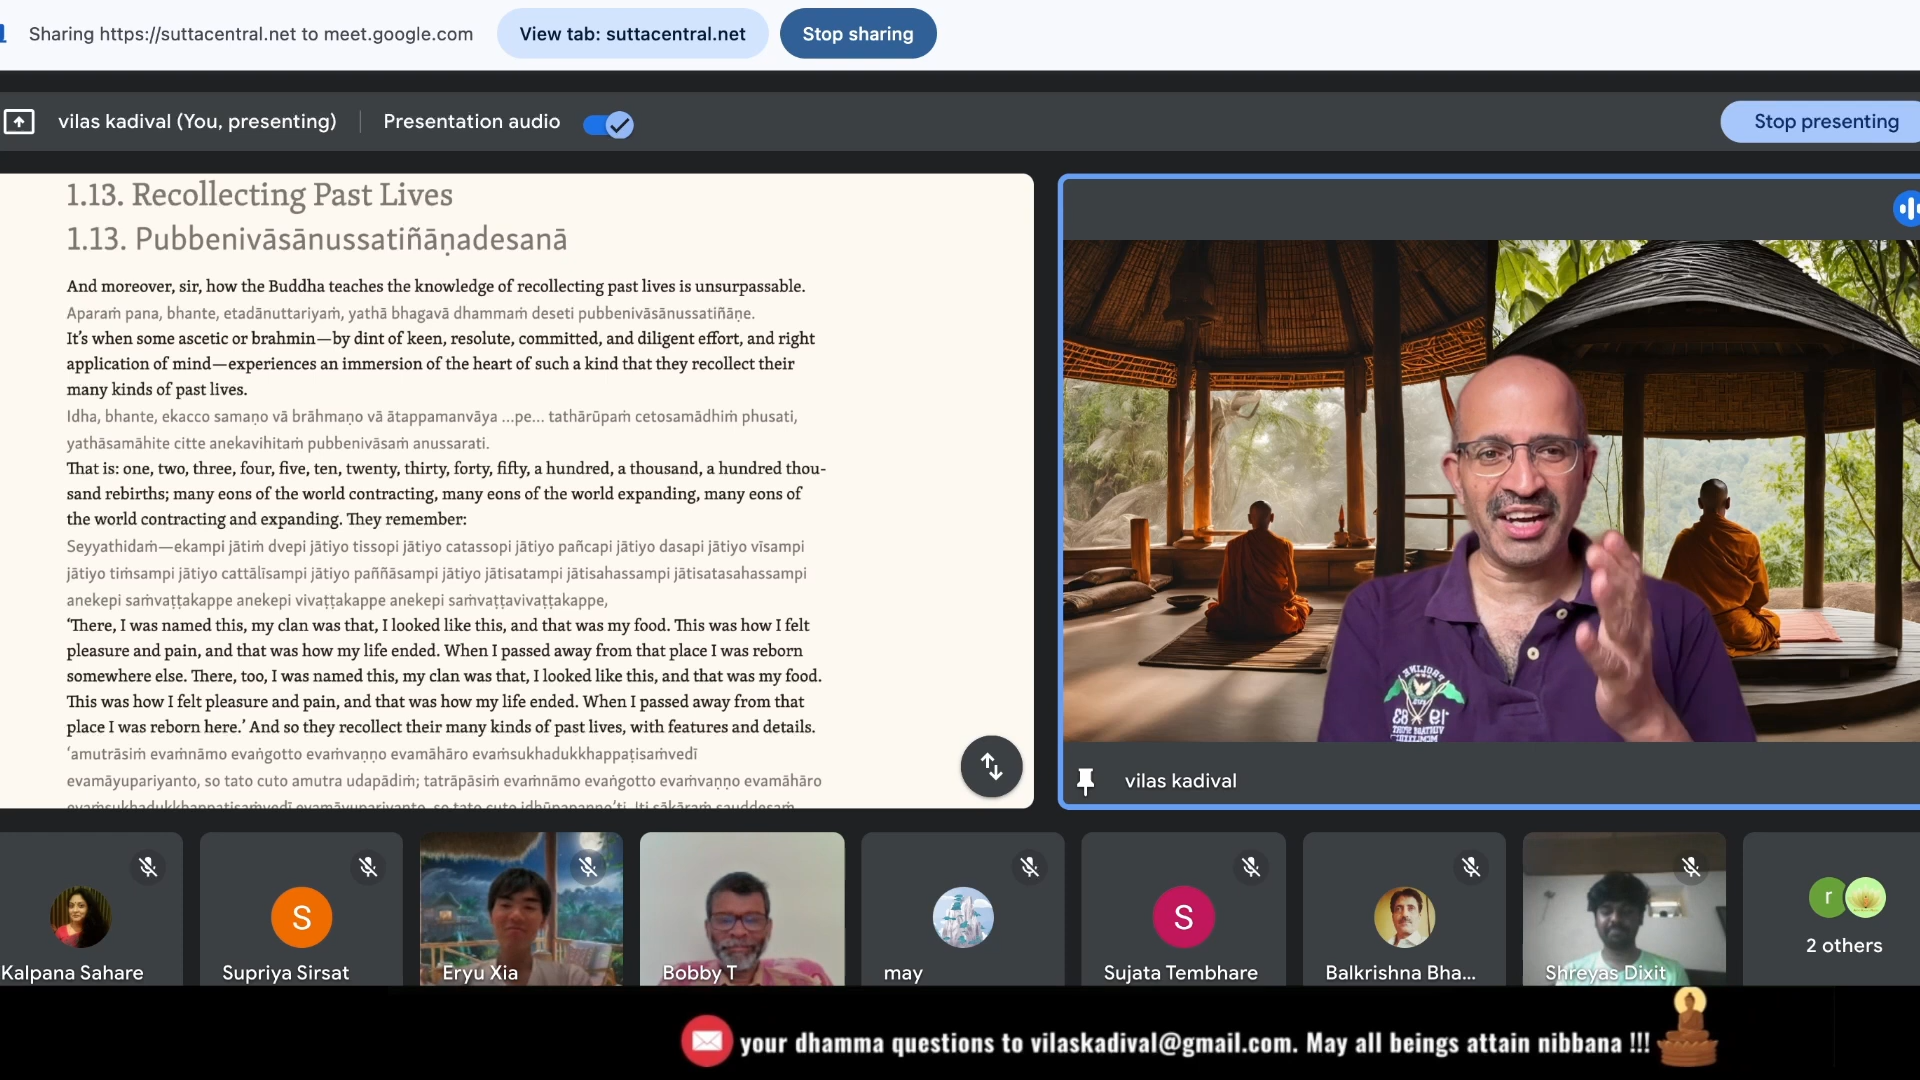 Sharing https://suttacentral.net to meet.google.com
View tab: suttacentral.net
Stop sharing
vilas kadival (You, presenting)
Presentation audio
Stop presenting
1.13. Recollecting Past Lives
1.13. Pubbenivāsānussatiñāṇadesanā
And moreover, sir, how the Buddha teaches the knowledge of recollecting past lives is unsurpassable.
Aparaṁ pana, bhante, etadānuttariyaṁ, yathā bhagavā dhammaṁ deseti pubbenivāsānussatiñāṇe.
It’s when some ascetic or brahmin—by dint of keen, resolute, committed, and diligent effort, and right
application of mind—experiences an immersion of the heart of such a kind that they recollect their
many kinds of past lives.
Idha, bhante, ekacco samaṇo vā brāhmaṇo vā ātappamanvāya …pe… tathārūpaṁ cetosamādhiṁ phusati,
yathāsamāhite citte anekavihitaṁ pubbenivāsaṁ anussarati.
That is: one, two, three, four, five, ten, twenty, thirty, forty, fifty, a hundred, a thousand, a hundred thou-
sand rebirths; many eons of the world contracting, many eons of the world expanding, many eons of
the world contracting and expanding. They remember:
Seyyathidaṁ—ekampi jātiṁ dvepi jātiyo tissopi jātiyo catassopi jātiyo pañcapi jātiyo dasapi jātiyo vīsampi
jātiyo tiṁsampi jātiyo cattālīsampi jātiyo paññāsampi jātiyo jātisatampi jātisahassampi jātisatasahassampi
anekepi saṁvaṭṭakappe anekepi vivaṭṭakappe anekepi saṁvaṭṭavivaṭṭakappe,
‘There, I was named this, my clan was that, I looked like this, and that was my food. This was how I felt
pleasure and pain, and that was how my life ended. When I passed away from that place I was reborn
somewhere else. There, too, I was named this, my clan was that, I looked like this, and that was my food.
This was how I felt pleasure and pain, and that was how my life ended. When I passed away from that
place I was reborn here.’ And so they recollect their many kinds of past lives, with features and details.
‘amutrāsiṁ evaṁnāmo evaṅgotto evaṁvaṇṇo evamāhāro evaṁsukhadukkhappaṭisaṁvedī
evamāyupariyanto, so tato cuto amutra udapādiṁ; tatrāpāsiṁ evaṁnāmo evaṅgotto evaṁvaṇṇo evamāhāro
evaṁsukhadukkhappaṭisaṁvedī evamāyupariyanto, so tato cuto idhūpapanno’ti. Iti sākāraṁ sauddesaṁ
vilas kadival
S
S
r
2 others
Kalpana Sahare
Supriya Sirsat
Eryu Xia
Bobby T
may
Sujata Tembhare
Balkrishna Bha...
Shreyas Dixit
your dhamma questions to vilaskadival@gmail.com. May all beings attain nibbana !!!